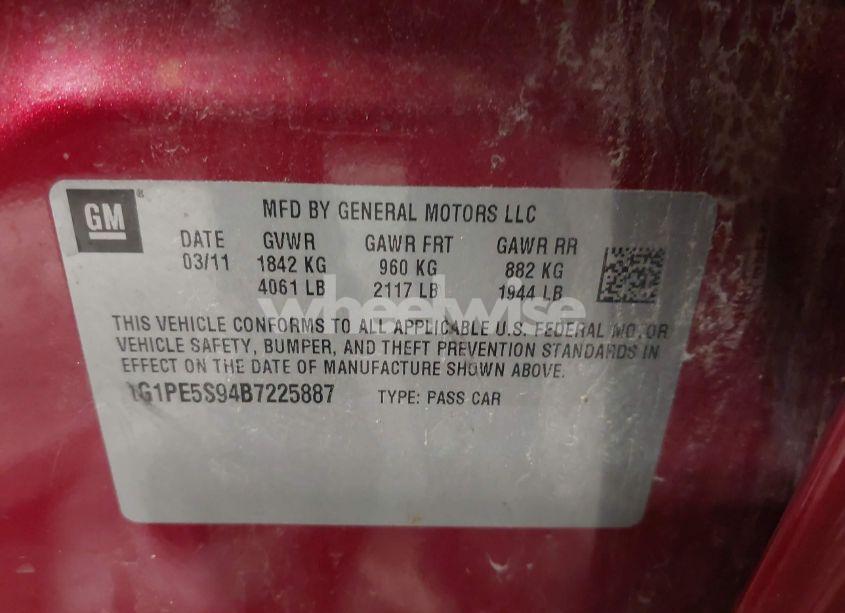 GM ®
MFD BY GENERAL MOTORS LLC
DATE GVWR GAWR FRT GAWR RR
03/11 1842 KG 960 KG 882 KG
4061 LB 2117 LB 1944 LB
wheelwise
THIS VEHICLE CONFORMS TO ALL APPLICABLE U.S. FEDERAL MOTOR
VEHICLE SAFETY, BUMPER, AND THEFT PREVENTION STANDARDS IN
EFFECT ON THE DATE OF MANUFACTURE SHOWN ABOVE.
1G1PE5S94B7225887 TYPE: PASS CAR